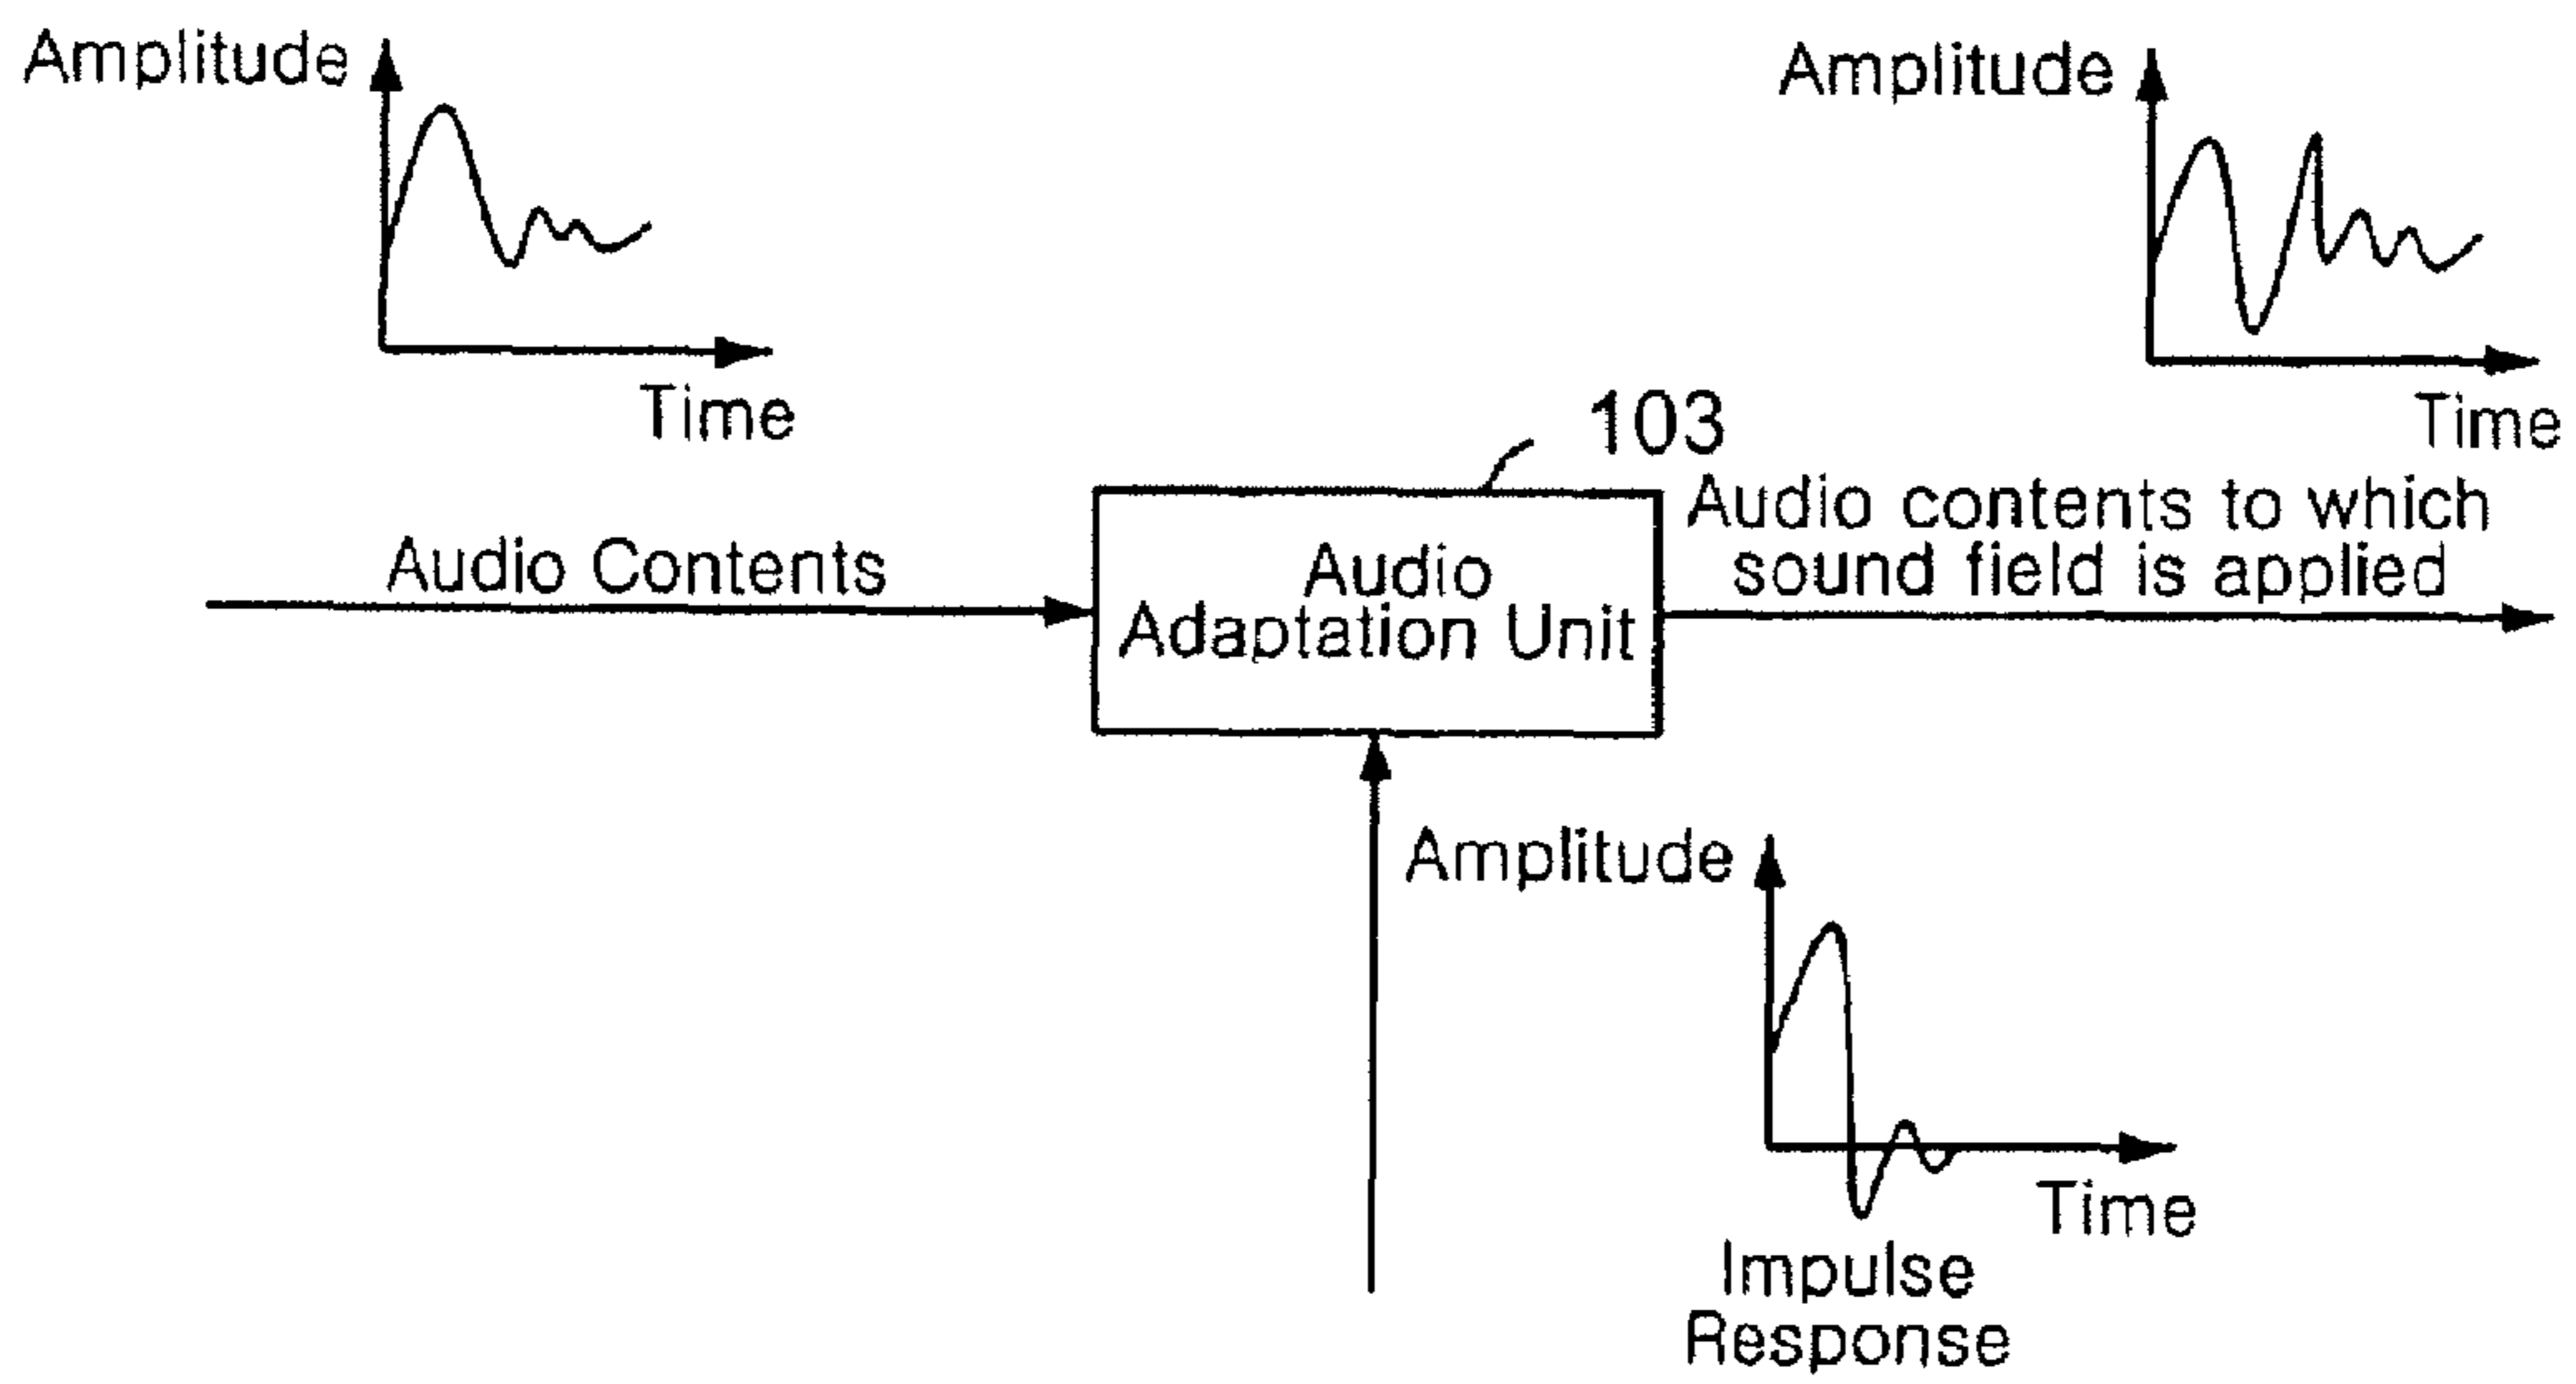 Amplitude
Time
Amplitude
Time
103
Audio Contents
Audio
Adaptation Unit
Audio contents to which
sound field is applied
Amplitude
Time
Impulse
Response